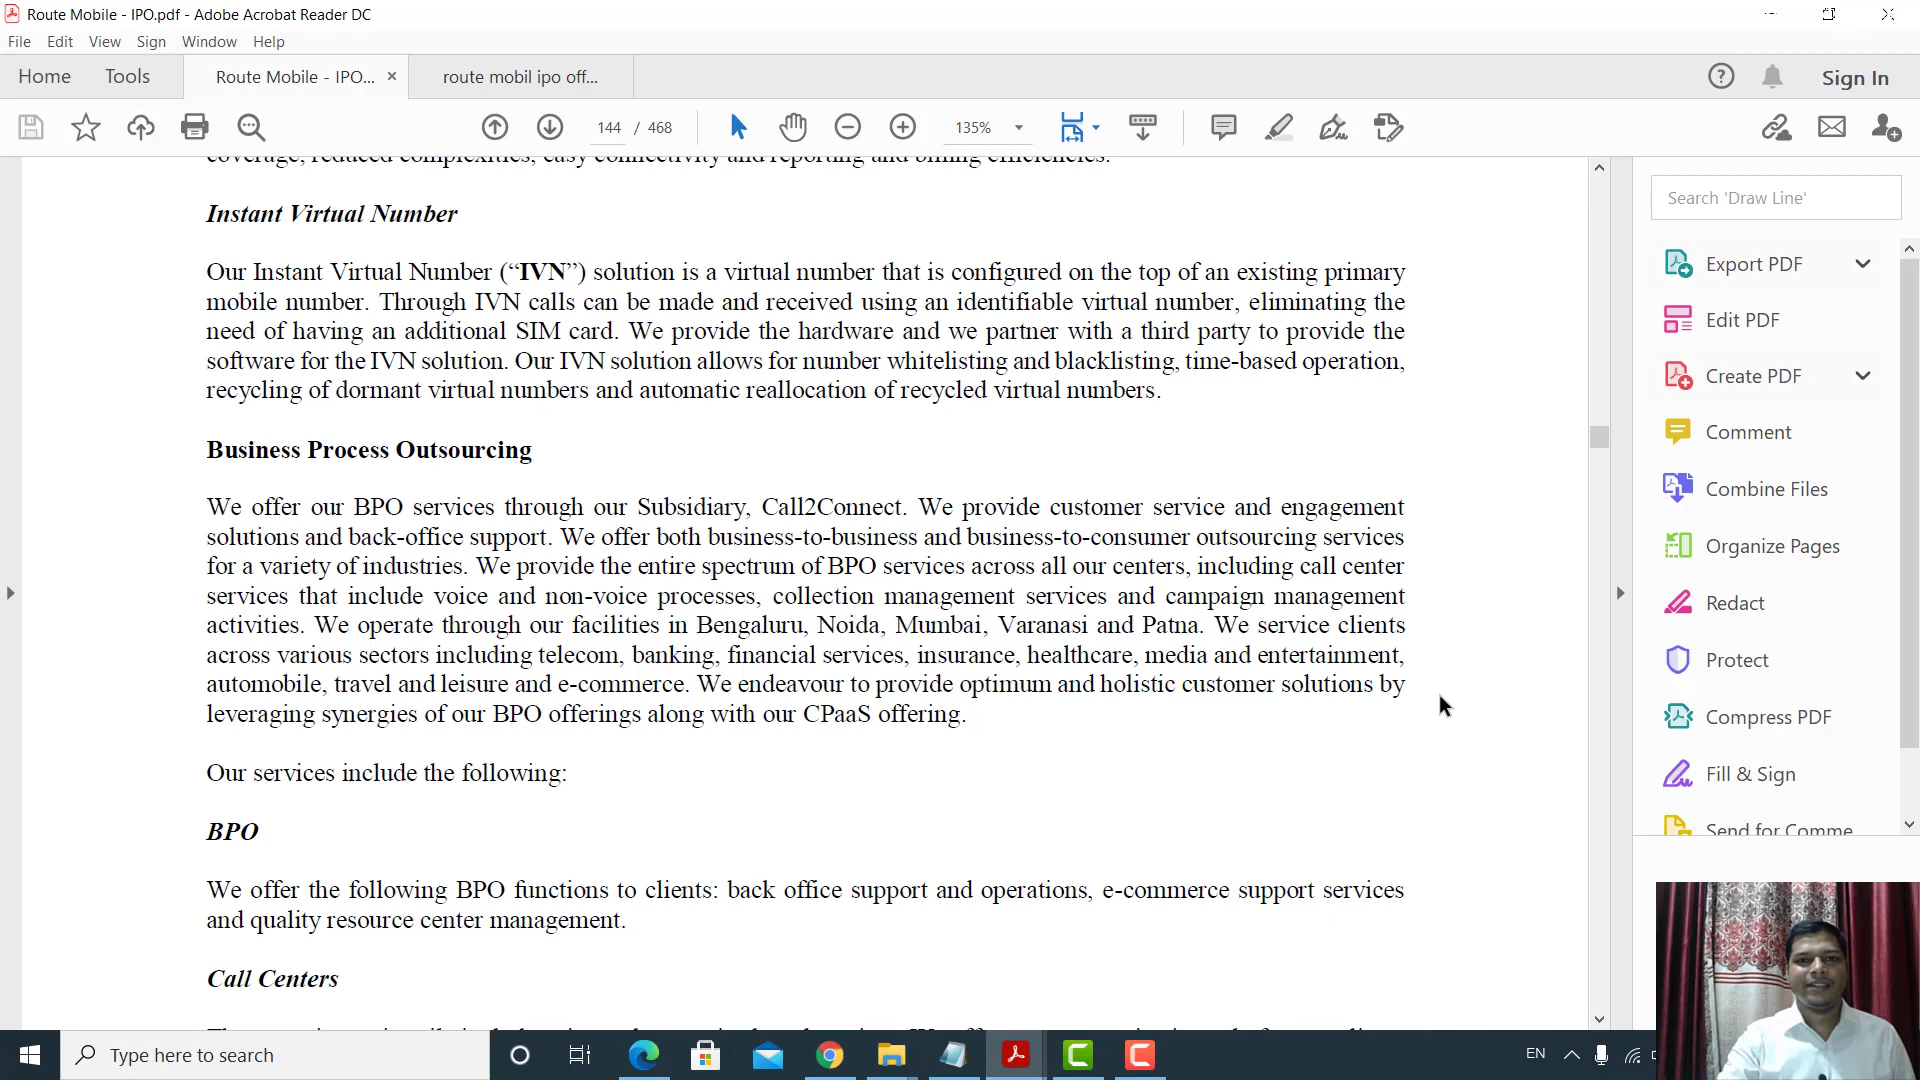 Route Mobile - IPO.pdf - Adobe Acrobat Reader DC
File Edit View Sign Window Help
Home Tools Route Mobile - IPO... × route mobil ipo off... Sign In
144 / 468 135%
coverage, reduced complexities, easy connectivity and reporting and billing efficiencies.
Instant Virtual Number
Our Instant Virtual Number (“IVN”) solution is a virtual number that is configured on the top of an existing primary
mobile number. Through IVN calls can be made and received using an identifiable virtual number, eliminating the
need of having an additional SIM card. We provide the hardware and we partner with a third party to provide the
software for the IVN solution. Our IVN solution allows for number whitelisting and blacklisting, time-based operation,
recycling of dormant virtual numbers and automatic reallocation of recycled virtual numbers.
Business Process Outsourcing
We offer our BPO services through our Subsidiary, Call2Connect. We provide customer service and engagement
solutions and back-office support. We offer both business-to-business and business-to-consumer outsourcing services
for a variety of industries. We provide the entire spectrum of BPO services across all our centers, including call center
services that include voice and non-voice processes, collection management services and campaign management
activities. We operate through our facilities in Bengaluru, Noida, Mumbai, Varanasi and Patna. We service clients
across various sectors including telecom, banking, financial services, insurance, healthcare, media and entertainment,
automobile, travel and leisure and e-commerce. We endeavour to provide optimum and holistic customer solutions by
leveraging synergies of our BPO offerings along with our CPaaS offering.
Our services include the following:
BPO
We offer the following BPO functions to clients: back office support and operations, e-commerce support services
and quality resource center management.
Call Centers
Search 'Draw Line'
Export PDF
Edit PDF
Create PDF
Comment
Combine Files
Organize Pages
Redact
Protect
Compress PDF
Fill & Sign
Send for Comme
Type here to search
EN